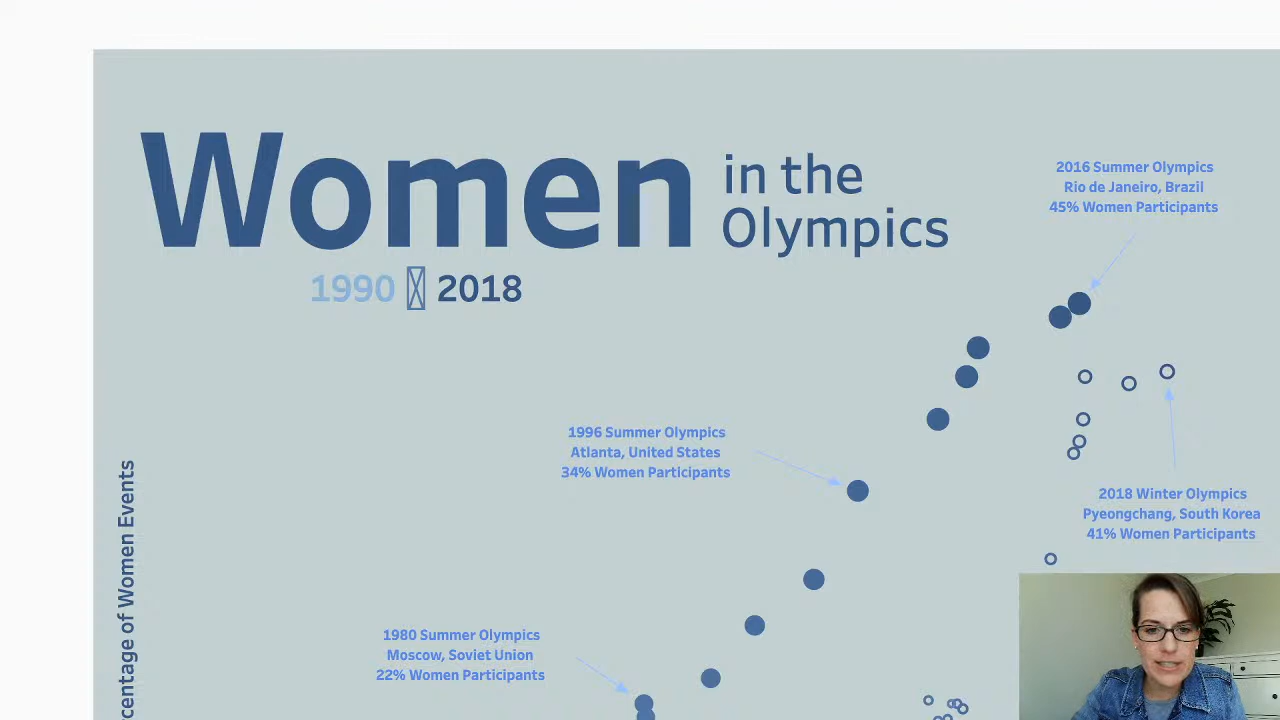 Women in the
Olympics
1990 2018
2016 Summer Olympics
Rio de Janeiro, Brazil
45% Women Participants
1996 Summer Olympics
Atlanta, United States
34% Women Participants
2018 Winter Olympics
Pyeongchang, South Korea
41% Women Participants
1980 Summer Olympics
Moscow, Soviet Union
22% Women Participants
centage of Women Events